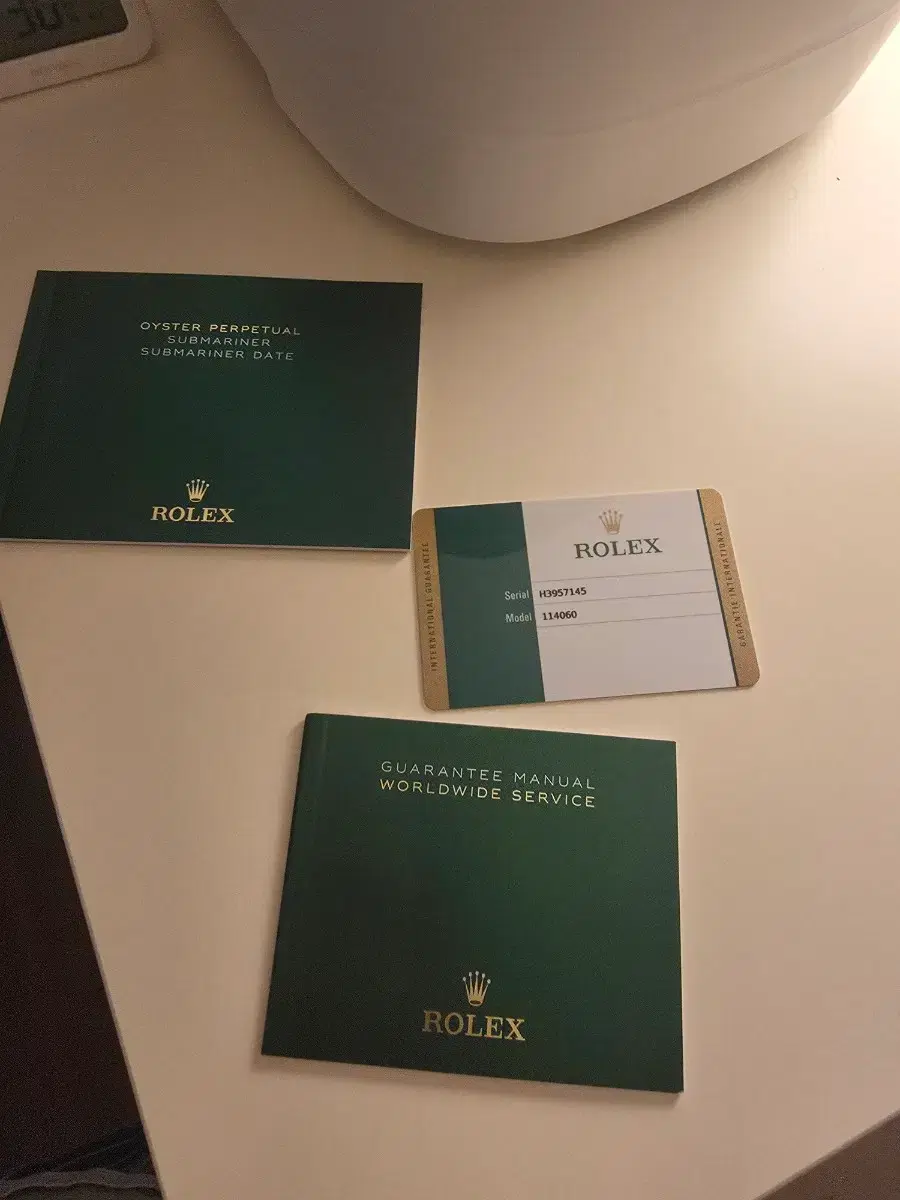 OYSTER PERPETUAL
SUBMARINER
SUBMARINER DATE
ROLEX
INTERNATIONAL GUARANTEE
ROLEX
Serial H3957145
Model 114060
GARANTIE INTERNATIONALE
GUARANTEE MANUAL
WORLDWIDE SERVICE
ROLEX